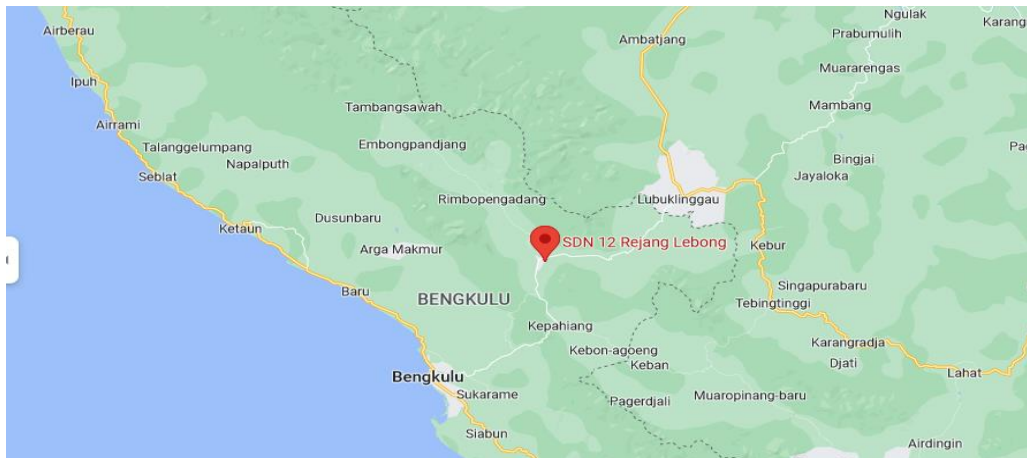 Ngulak
Karang
Airberau
Prabumulih
Ambatjang
Muararengas
Ipuh
Tambangsawah
Mambang
Airrami
Embongpandjang
Talanggelumpang
Pa
Bingjai
Napalputh
Jayaloka
Seblat
Rimbopengadang
Lubuklinggau
Dusunbaru
Ketaun
SDN 12 Rejang Lebong
Arga Makmur
Kebur
Singapurabaru
Baru
BENGKULU
Tebingtinggi
Kepahiang
Karangradja
Kebon-agoeng
Djati
Keban
Lahat
Bengkulu
Sukarame
Muaropinang-baru
Pagerdjali
Siabun
Airdingin